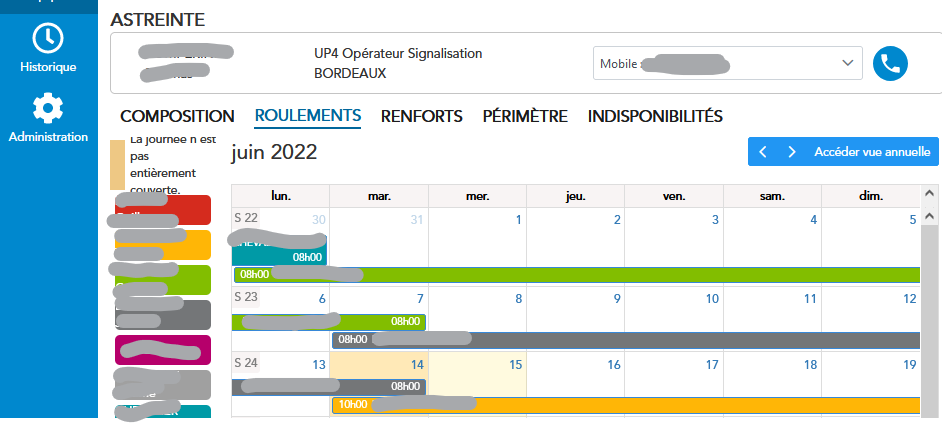 ASTREINTE
Historique
Administration
UP4 Opérateur Signalisation
BORDEAUX
Mobile :
COMPOSITION ROULEMENTS RENFORTS PÉRIMÈTRE INDISPONIBILITÉS
La journée n est
pas
entièrement
couverte.
juin 2022
Accéder vue annuelle
lun. mar. mer. jeu. ven. sam. dim.
S 22 30 31 1 2 3 4 5
08h00
08h00
S 23 6 7 8 9 10 11 12
08h00
08h00
S 24 13 14 15 16 17 18 19
08h00
10h00